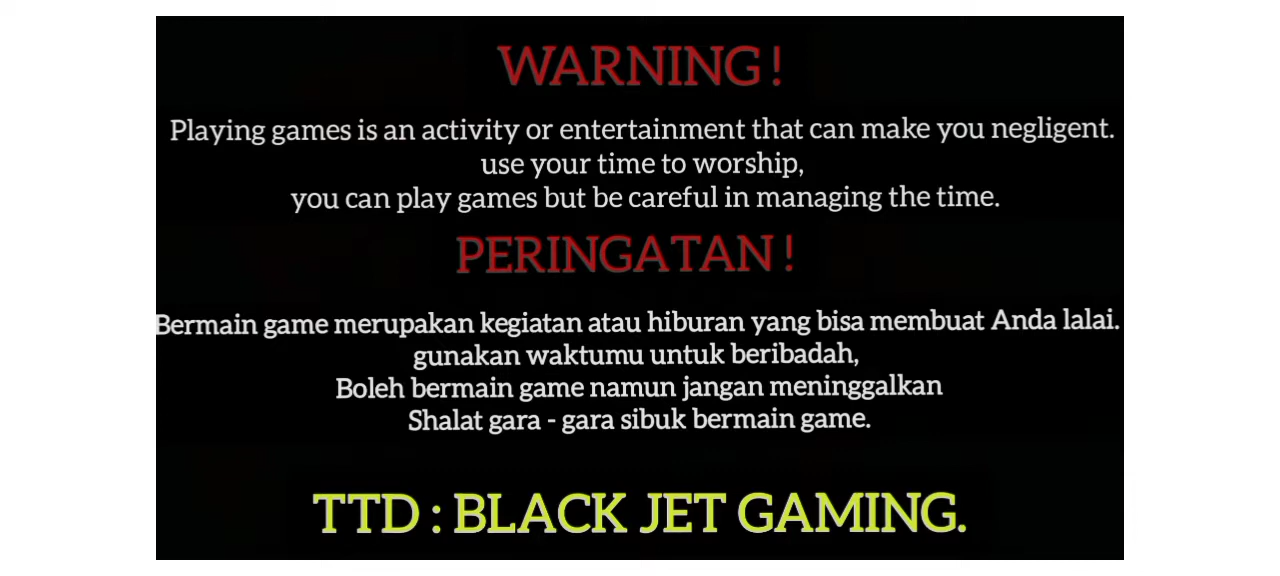 WARNING !
Playing games is an activity or entertainment that can make you negligent.
use your time to worship,
you can play games but be careful in managing the time.
PERINGATAN !
Bermain game merupakan kegiatan atau hiburan yang bisa membuat Anda lalai.
gunakan waktumu untuk beribadah,
Boleh bermain game namun jangan meninggalkan
Shalat gara - gara sibuk bermain game.
TTD : BLACK JET GAMING.